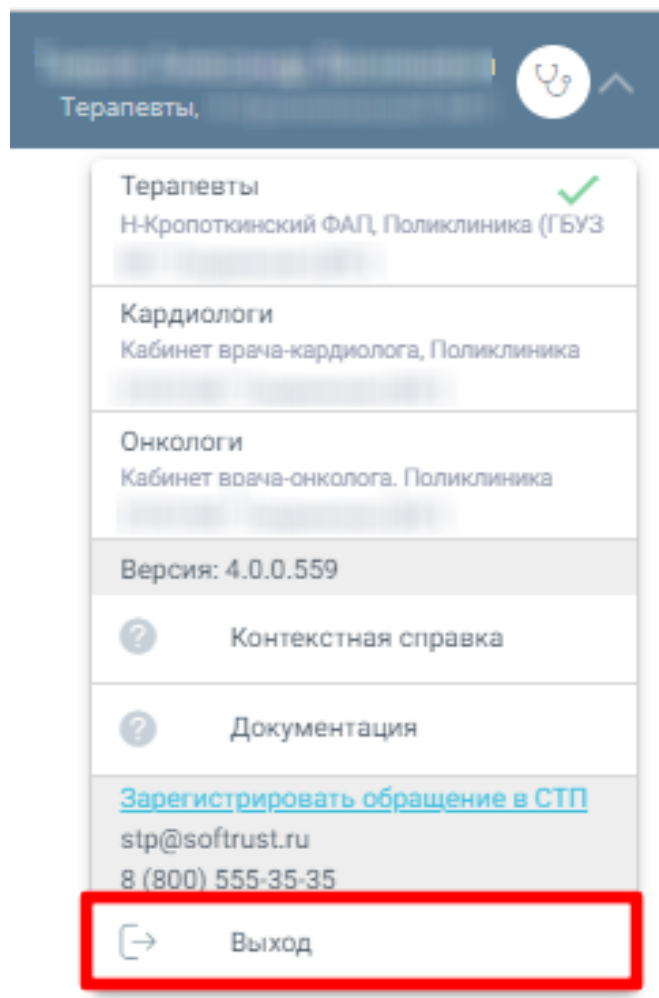 Терапевты,
Терапевты
Н-Кропоткинский ФАП, Поликлиника (ГБУЗ
Кардиологи
Кабинет врача-кардиолога, Поликлиника
Онкологи
Кабинет врача-онколога. Поликлиника
Версия: 4.0.0.559
Контекстная справка
Документация
Зарегистрировать обращение в СТП
stp@softrust.ru
8 (800) 555-35-35
Выход